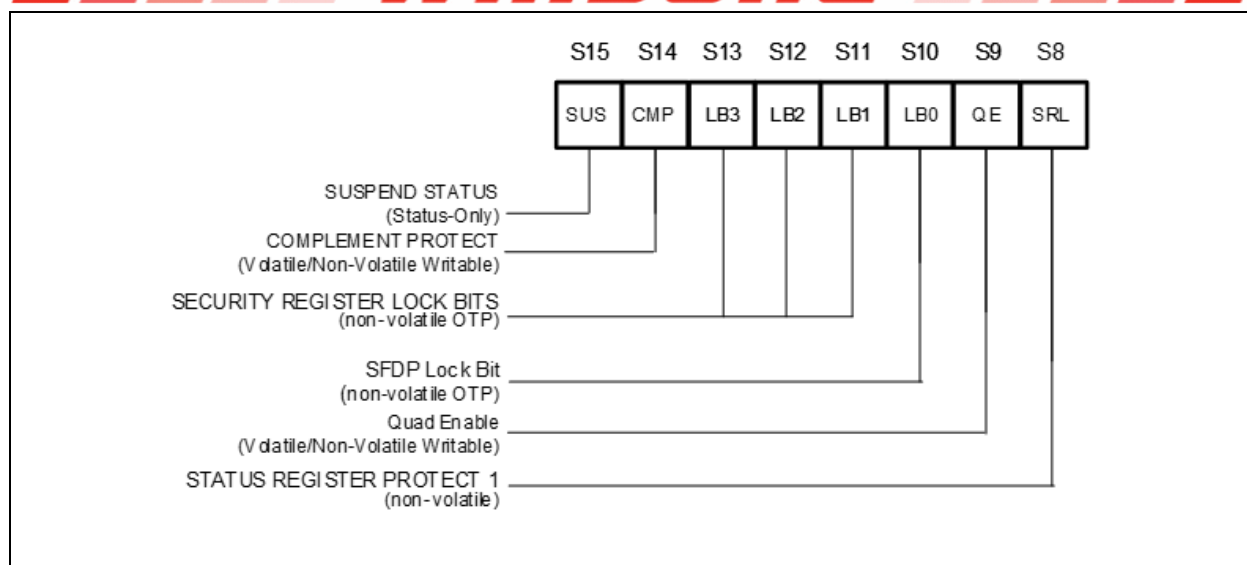 S15 S14 S13 S12 S11 S10 S9 S8
SUS CMP LB3 LB2 LB1 LB0 QE SRL
SUSPEND STATUS
(Status-Only)
COMPLEMENT PROTECT
(Volatile/Non-Volatile Writable)
SECURITY REGISTER LOCK BITS
(non-volatile OTP)
SFDP Lock Bit
(non-volatile OTP)
Quad Enable
(Volatile/Non-Volatile Writable)
STATUS REGISTER PROTECT 1
(non-volatile)